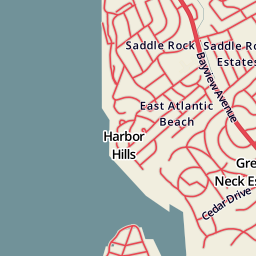 Saddle Rock
Saddle Ro
Estates
Bayview Avenue
East Atlantic
Beach
Harbor
Hills
Gre
Neck Es
Cedar Drive